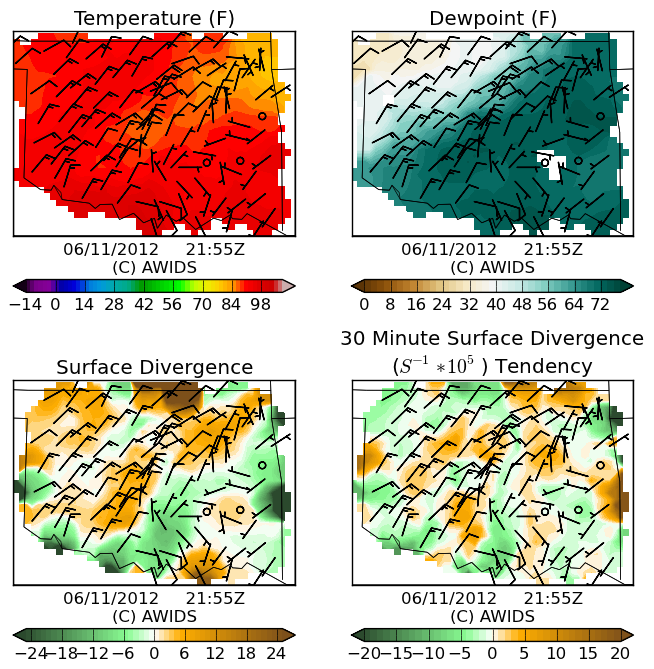 Temperature (F)
Dewpoint (F)
06/11/2012 21:55Z
(C) AWIDS
−14 0 14 28 42 56 70 84 98
06/11/2012 21:55Z
(C) AWIDS
0 8 16 24 32 40 48 56 64 72
Surface Divergence
30 Minute Surface Divergence
(S⁻¹ *10⁵ ) Tendency
06/11/2012 21:55Z
(C) AWIDS
−24 −18 −12 −6 0 6 12 18 24
06/11/2012 21:55Z
(C) AWIDS
−20 −15 −10 −5 0 5 10 15 20